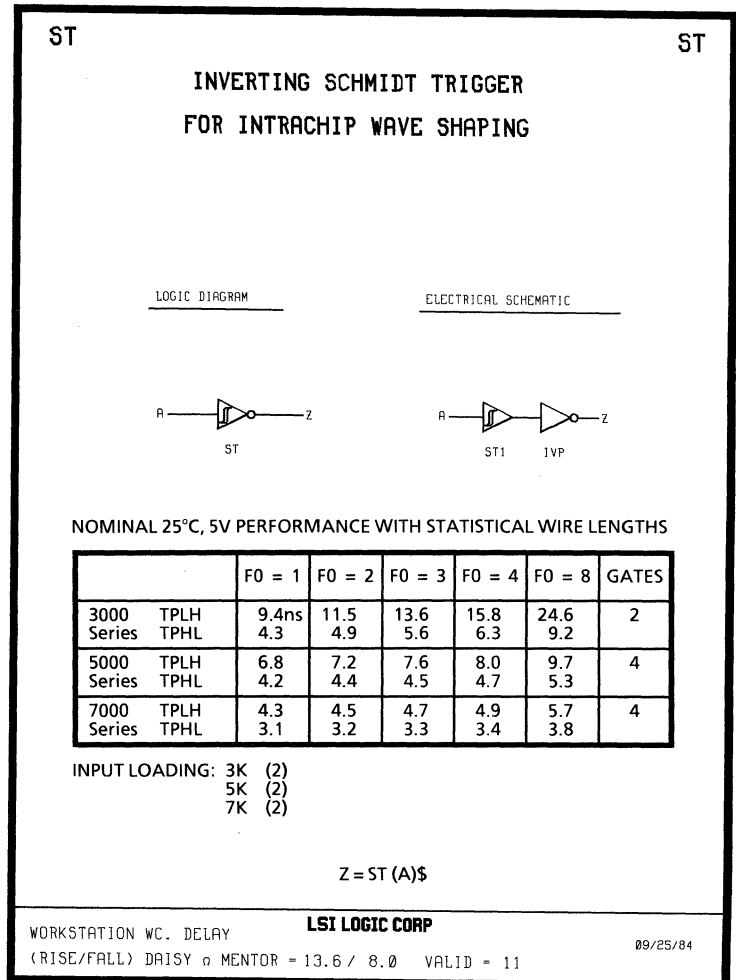 ST ST
INVERTING SCHMIDT TRIGGER
FOR INTRACHIP WAVE SHAPING
LOGIC DIAGRAM ELECTRICAL SCHEMATIC
A Z A Z
ST ST1 IVP
NOMINAL 25°C, 5V PERFORMANCE WITH STATISTICAL WIRE LENGTHS
FO = 1 FO = 2 FO = 3 FO = 4 FO = 8 GATES
3000 TPLH 9.4ns 11.5 13.6 15.8 24.6 2
Series TPHL 4.3 4.9 5.6 6.3 9.2
5000 TPLH 6.8 7.2 7.6 8.0 9.7 4
Series TPHL 4.2 4.4 4.5 4.7 5.3
7000 TPLH 4.3 4.5 4.7 4.9 5.7 4
Series TPHL 3.1 3.2 3.3 3.4 3.8
INPUT LOADING: 3K (2)
5K (2)
7K (2)
Z = ST (A)$
WORKSTATION WC. DELAY LSI LOGIC CORP 09/25/84
(RISE/FALL) DAISY Ω MENTOR = 13.6 / 8.0 VALID = 11